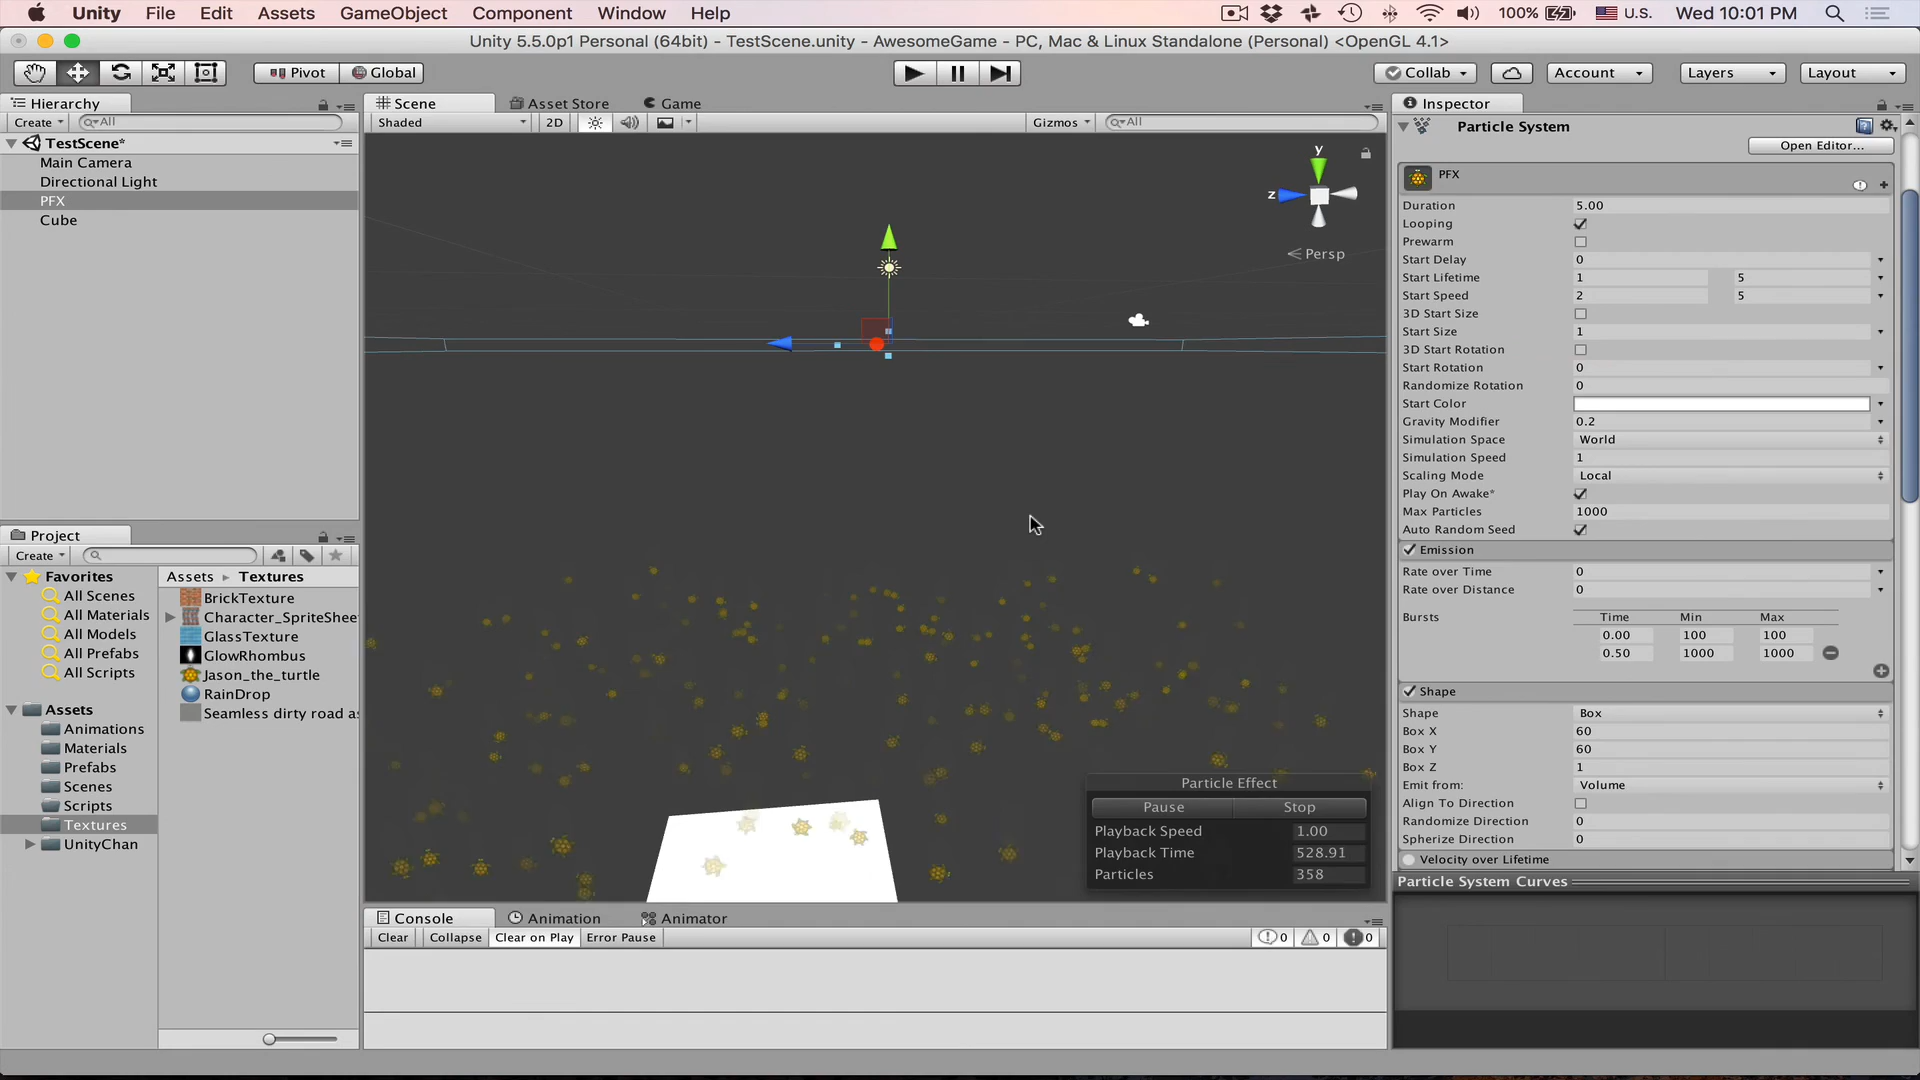 Unity File Edit Assets GameObject Component Window Help 100% U.S. Wed 10:01 PM
Unity 5.5.0p1 Personal (64bit) - TestScene.unity - AwesomeGame - PC, Mac & Linux Standalone (Personal) <OpenGL 4.1>
Pivot Global Collab Account Layers Layout
Hierarchy
Create All
TestScene*
Main Camera
Directional Light
PFX
Cube
Scene Asset Store Game
Shaded 2D Gizmos All
y
z
Persp
Particle Effect
Pause Stop
Playback Speed 1.00
Playback Time 528.91
Particles 358
Project
Create
Favorites
All Scenes
All Materials
All Models
All Prefabs
All Scripts
Assets
Animations
Materials
Prefabs
Scenes
Scripts
Textures
UnityChan
Assets Textures
BrickTexture
Character_SpriteShee
GlassTexture
GlowRhombus
Jason_the_turtle
RainDrop
Seamless dirty road as
Console Animation Animator
Clear Collapse Clear on Play Error Pause 0 0 0
Inspector
Particle System
Open Editor...
PFX
Duration 5.00
Looping
Prewarm
Start Delay 0
Start Lifetime 1 5
Start Speed 2 5
3D Start Size
Start Size 1
3D Start Rotation
Start Rotation 0
Randomize Rotation 0
Start Color
Gravity Modifier 0.2
Simulation Space World
Simulation Speed 1
Scaling Mode Local
Play On Awake*
Max Particles 1000
Auto Random Seed
Emission
Rate over Time 0
Rate over Distance 0
Bursts Time Min Max
0.00 100 100
0.50 1000 1000
Shape
Shape Box
Box X 60
Box Y 60
Box Z 1
Emit from: Volume
Align To Direction
Randomize Direction 0
Spherize Direction 0
Velocity over Lifetime
Particle System Curves